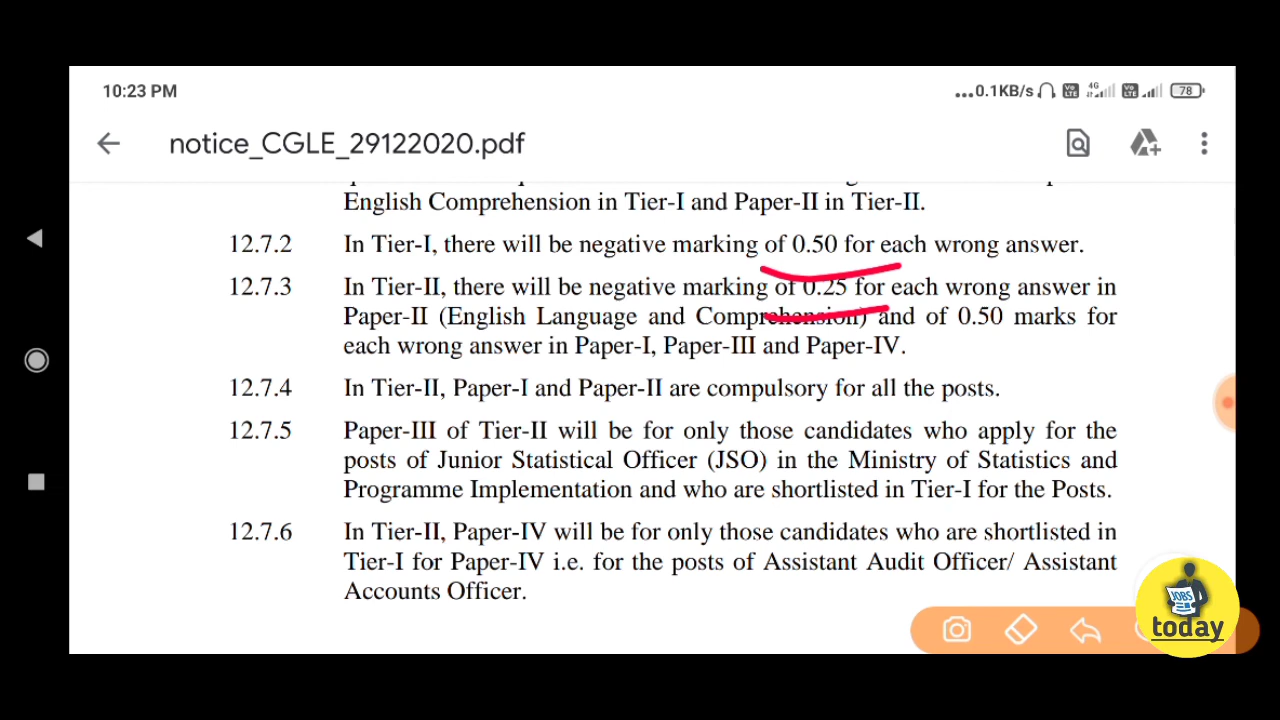 10:23 PM
...0.1KB/s
Vo LTE
4G
Vo LTE
78
notice_CGLE_29122020.pdf
English Comprehension in Tier-I and Paper-II in Tier-II.
12.7.2 In Tier-I, there will be negative marking of 0.50 for each wrong answer.
12.7.3 In Tier-II, there will be negative marking of 0.25 for each wrong answer in
Paper-II (English Language and Comprehension) and of 0.50 marks for
each wrong answer in Paper-I, Paper-III and Paper-IV.
12.7.4 In Tier-II, Paper-I and Paper-II are compulsory for all the posts.
12.7.5 Paper-III of Tier-II will be for only those candidates who apply for the
posts of Junior Statistical Officer (JSO) in the Ministry of Statistics and
Programme Implementation and who are shortlisted in Tier-I for the Posts.
12.7.6 In Tier-II, Paper-IV will be for only those candidates who are shortlisted in
Tier-I for Paper-IV i.e. for the posts of Assistant Audit Officer/ Assistant
Accounts Officer.
JOBS
today